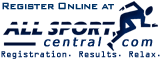 Register Online at
ALL SPORT
central.com
Registration. Results. Relax.